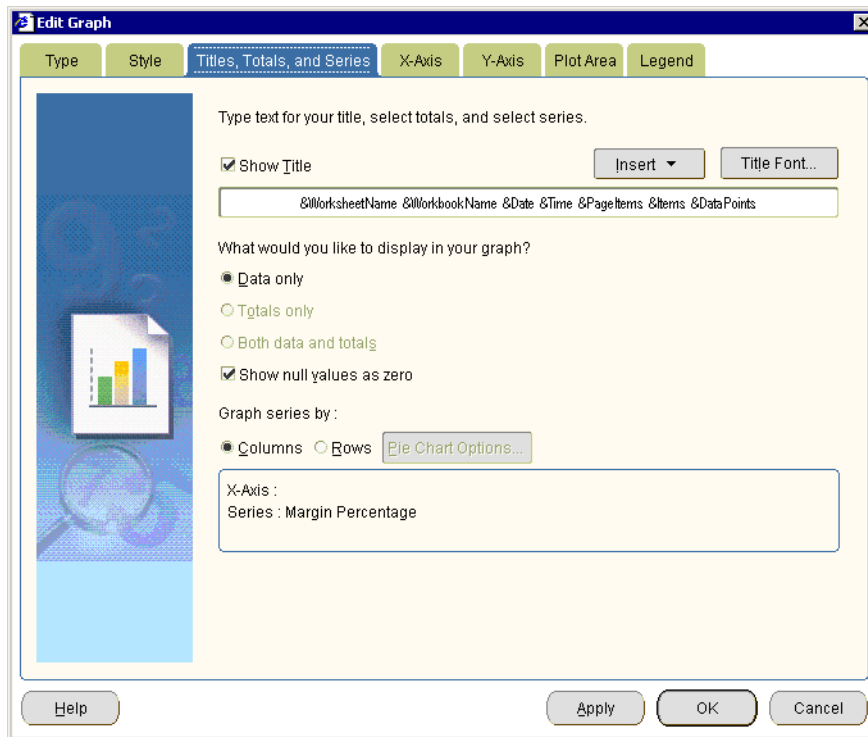 Edit Graph
Type Style Titles, Totals, and Series X-Axis Y-Axis Plot Area Legend
Type text for your title, select totals, and select series.
Show Title Insert Title Font...
&WorksheetName &WorkbookName &Date &Time &PageItems &Items &DataPoints
What would you like to display in your graph?
Data only
Totals only
Both data and totals
Show null values as zero
Graph series by :
Columns Rows Pie Chart Options...
X-Axis :
Series : Margin Percentage
Help Apply OK Cancel